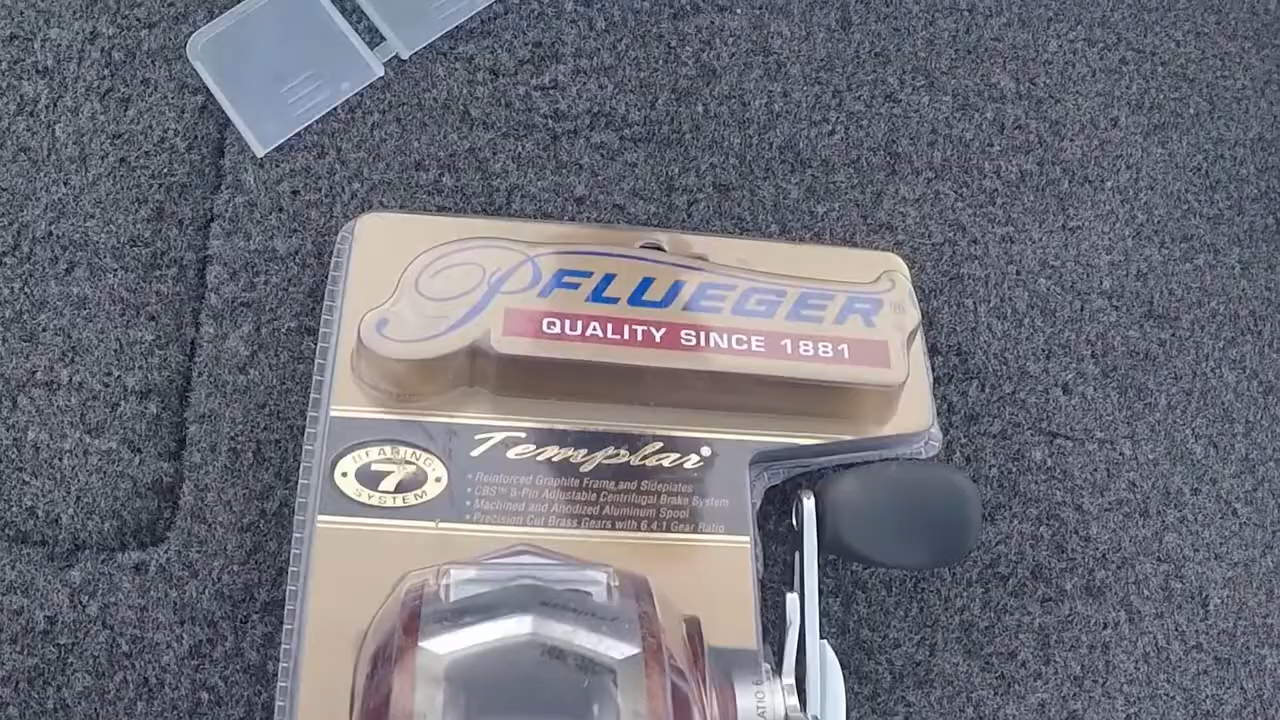 PFLUEGER®
QUALITY SINCE 1881
Templar®
BEARING
7
SYSTEM
• Reinforced Graphite Frame and Sideplates
• CBS™ 6-Pin Adjustable Centrifugal Brake System
• Machined and Anodized Aluminum Spool
• Precision Cut Brass Gears with 6.4:1 Gear Ratio